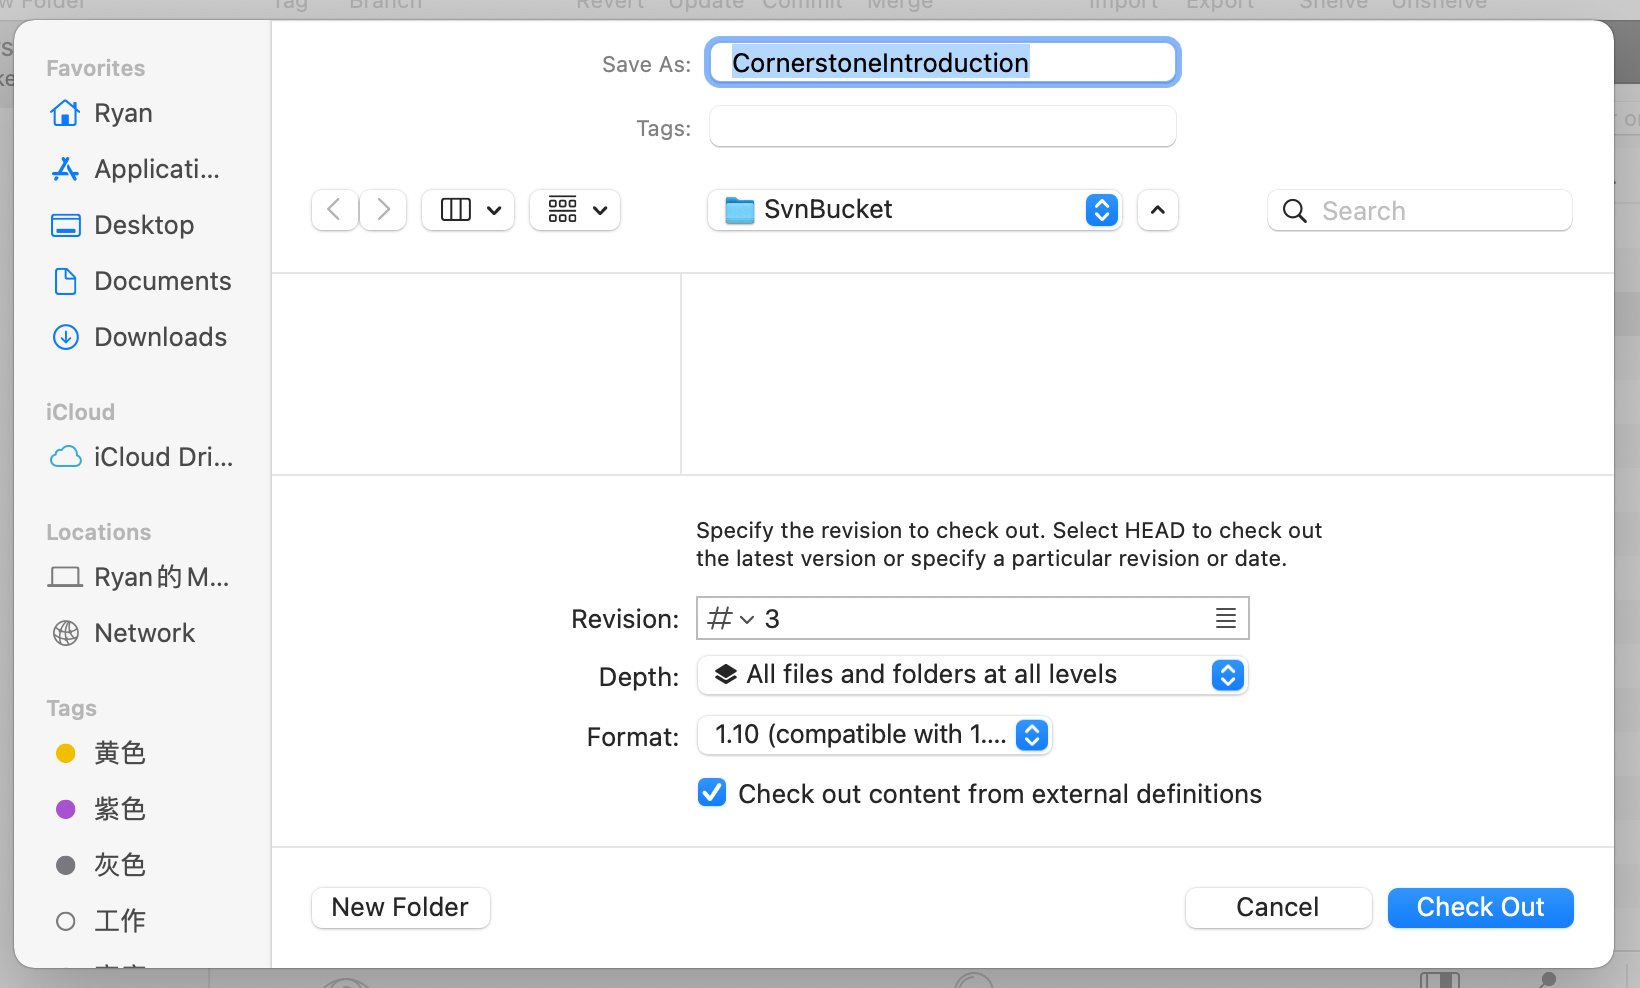 w Folder Tag Branch Revert Update Commit Merge Import Export Shelve Unshelve
Favorites
Ryan
Applicati...
Desktop
Documents
Downloads
iCloud
iCloud Dri...
Locations
Ryan的M...
Network
Tags
黄色
紫色
灰色
工作
Save As: CornerstoneIntroduction
Tags:
SvnBucket
Search
Specify the revision to check out. Select HEAD to check out
the latest version or specify a particular revision or date.
Revision: # 3
Depth: All files and folders at all levels
Format: 1.10 (compatible with 1....
Check out content from external definitions
New Folder
Cancel
Check Out